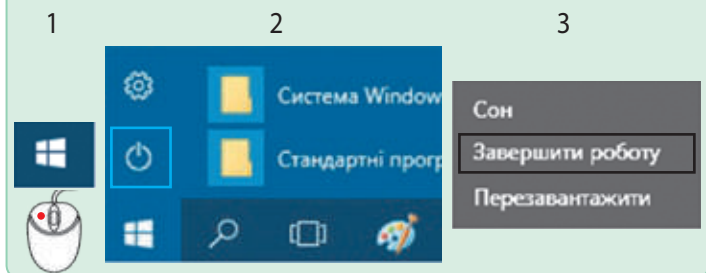 1 2 3
Система Window
Стандартні прогр
Сон
Завершити роботу
Перезавантажити